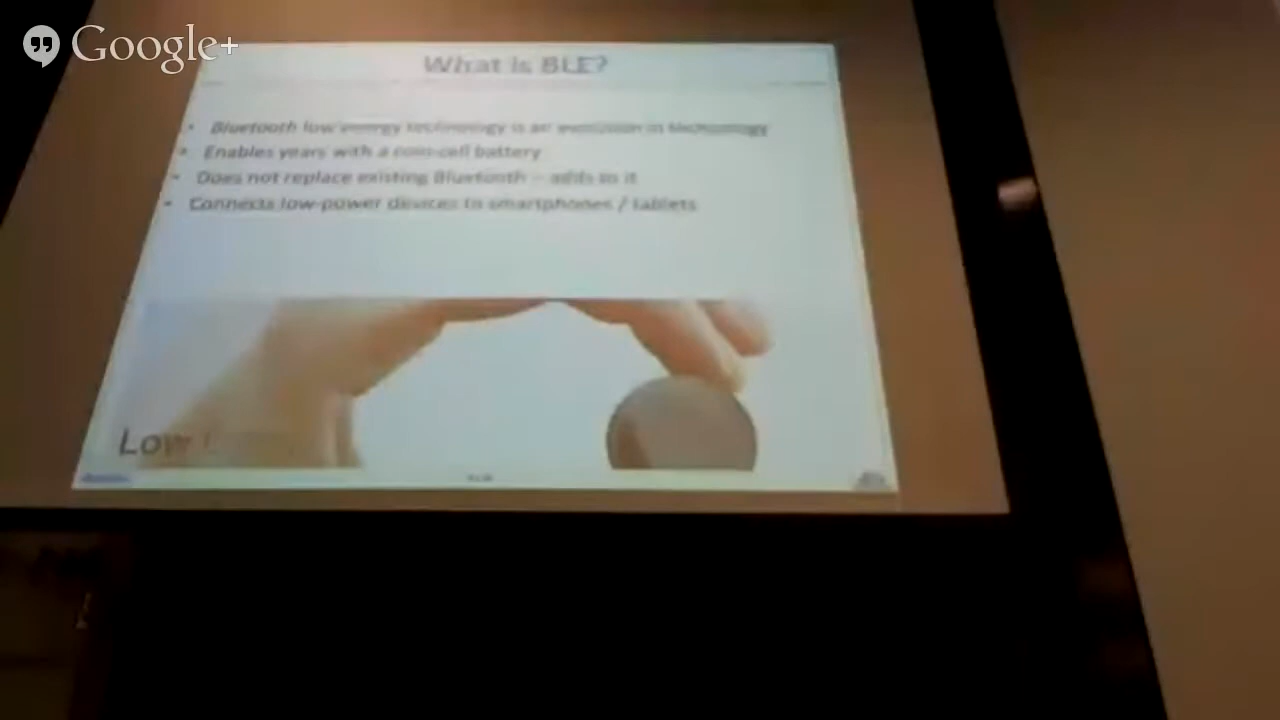 Google+
What is BLE?
• Bluetooth low energy technology is an evolution in technology
• Enables years with a coin-cell battery
• Does not replace existing Bluetooth – adds to it
• Connects low-power devices to smartphones / tablets
Low